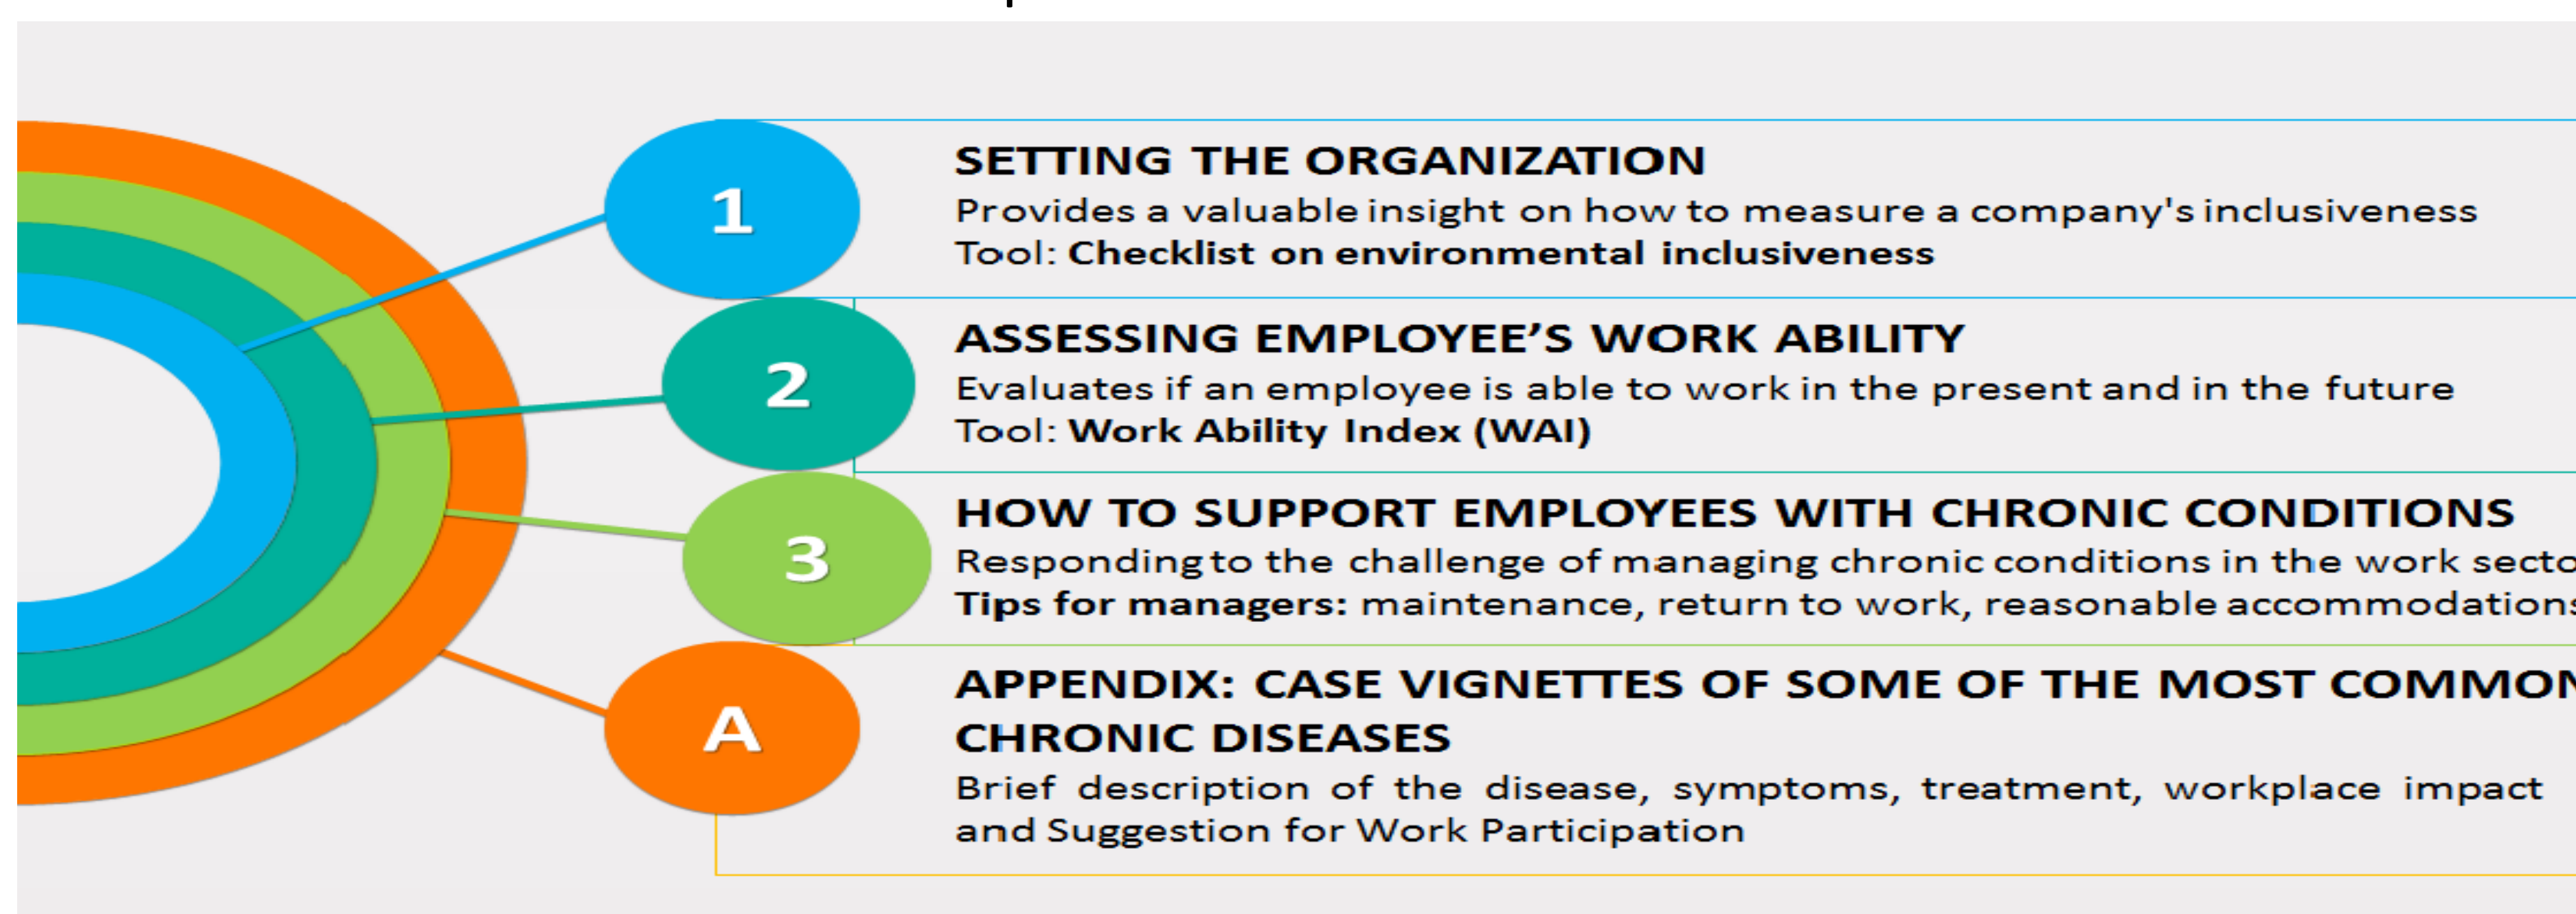 1
SETTING THE ORGANIZATION
Provides a valuable insight on how to measure a company's inclusiveness
Tool: Checklist on environmental inclusiveness
2
ASSESSING EMPLOYEE’S WORK ABILITY
Evaluates if an employee is able to work in the present and in the future
Tool: Work Ability Index (WAI)
3
HOW TO SUPPORT EMPLOYEES WITH CHRONIC CONDITIONS
Responding to the challenge of managing chronic conditions in the work
Tips for managers: maintenance, return to work, reasonable accommodations
A
APPENDIX: CASE VIGNETTES OF SOME OF THE MOST COMMON
CHRONIC DISEASES
Brief description of the disease, symptoms, treatment, workplace impact
and Suggestion for Work Participation